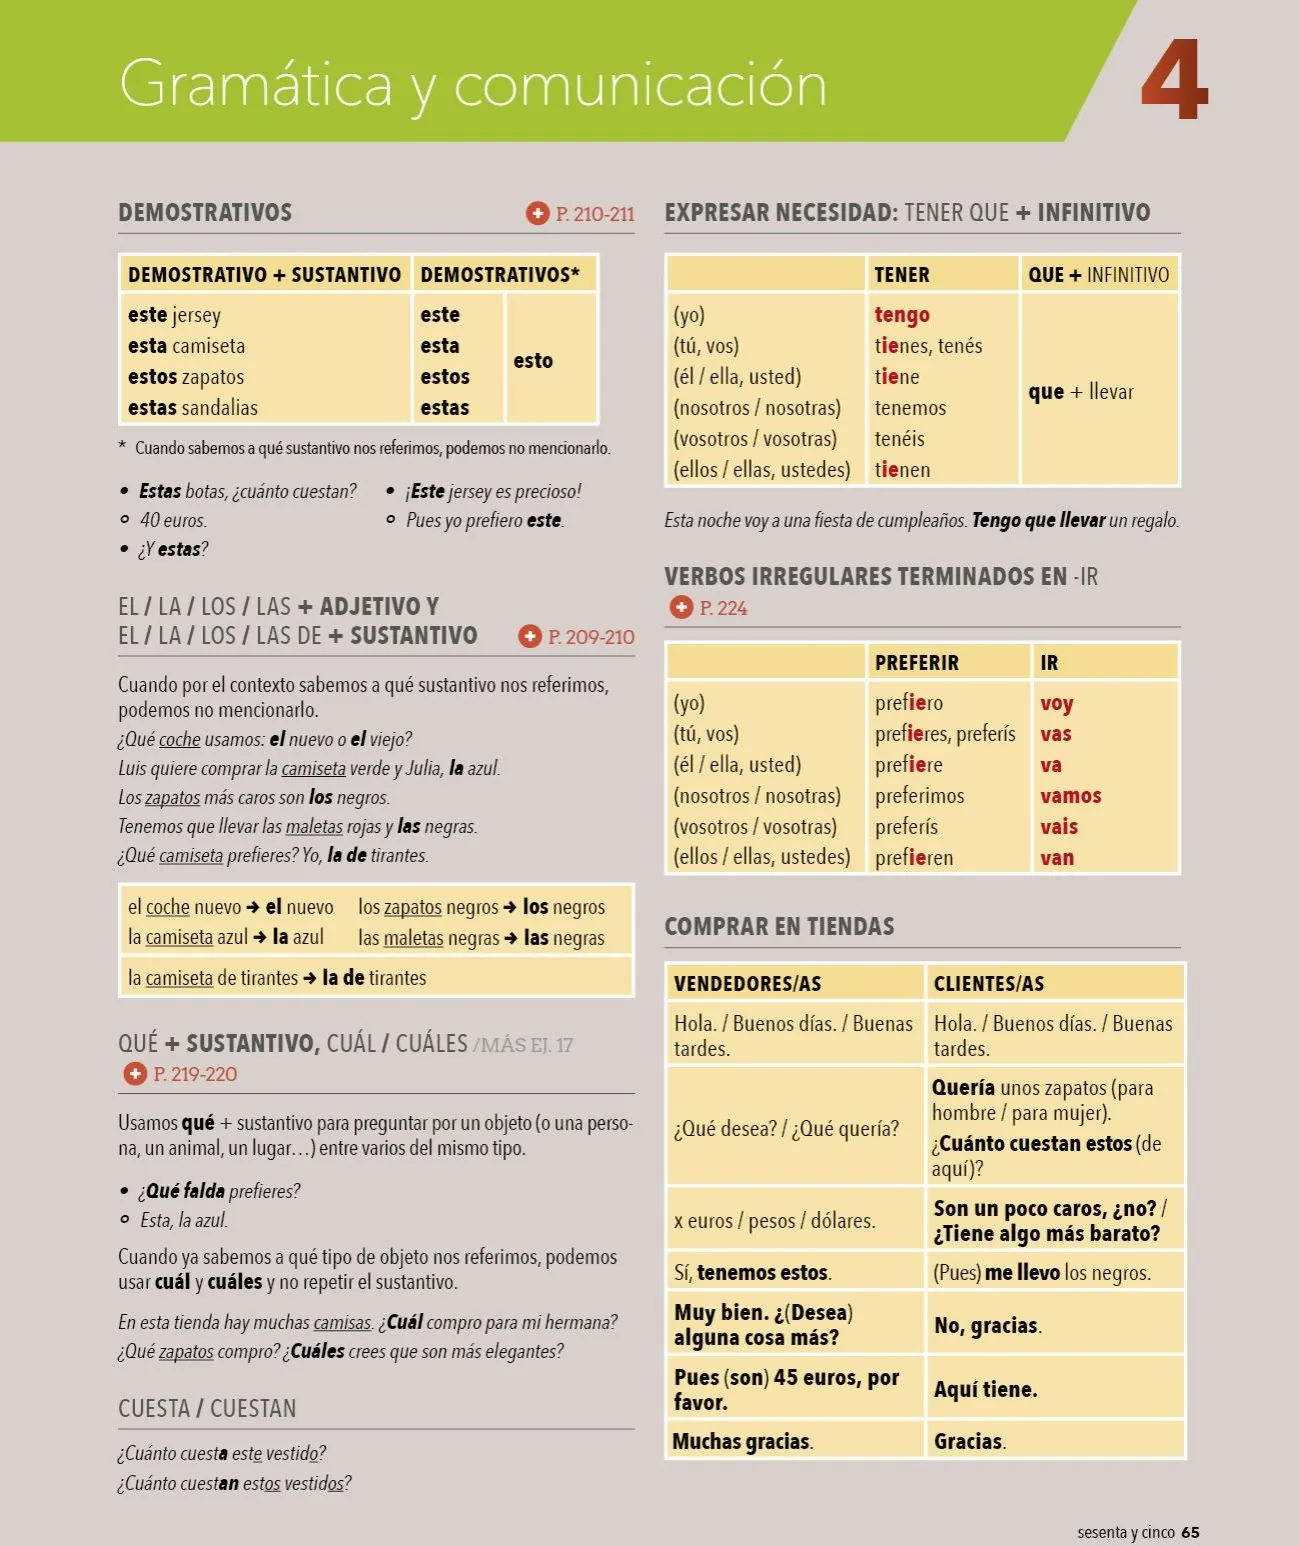 Gramática y comunicación
4
DEMOSTRATIVOS
+ P. 210-211
DEMOSTRATIVO + SUSTANTIVO
DEMOSTRATIVOS*
este jersey
este
esta camiseta
esta
estos zapatos
estos
estas sandalias
estas
esto
* Cuando sabemos a qué sustantivo nos referimos, podemos no mencionarlo.
• Estas botas, ¿cuánto cuestan?
○ 40 euros.
• ¿Y estas?
• ¡Este jersey es precioso!
○ Pues yo prefiero este.
EL / LA / LOS / LAS + ADJETIVO Y
EL / LA / LOS / LAS DE + SUSTANTIVO
+ P. 209-210
Cuando por el contexto sabemos a qué sustantivo nos referimos,
podemos no mencionarlo.
¿Qué coche usamos: el nuevo o el viejo?
Luis quiere comprar la camiseta verde y Julia, la azul.
Los zapatos más caros son los negros.
Tenemos que llevar las maletas rojas y las negras.
¿Qué camiseta prefieres? Yo, la de tirantes.
el coche nuevo → el nuevo
los zapatos negros → los negros
la camiseta azul → la azul
las maletas negras → las negras
la camiseta de tirantes → la de tirantes
QUÉ + SUSTANTIVO, CUÁL / CUÁLES /MÁS EJ. 17
+ P. 219-220
Usamos qué + sustantivo para preguntar por un objeto (o una perso-
na, un animal, un lugar…) entre varios del mismo tipo.
• ¿Qué falda prefieres?
○ Esta, la azul.
Cuando ya sabemos a qué tipo de objeto nos referimos, podemos
usar cuál y cuáles y no repetir el sustantivo.
En esta tienda hay muchas camisas. ¿Cuál compro para mi hermana?
¿Qué zapatos compro? ¿Cuáles crees que son más elegantes?
CUESTA / CUESTAN
¿Cuánto cuesta este vestido?
¿Cuánto cuestan estos vestidos?
EXPRESAR NECESIDAD: TENER QUE + INFINITIVO
TENER
QUE + INFINITIVO
(yo)
tengo
(tú, vos)
tienes, tenés
(él / ella, usted)
tiene
(nosotros / nosotras)
tenemos
(vosotros / vosotras)
tenéis
(ellos / ellas, ustedes)
tienen
que + llevar
Esta noche voy a una fiesta de cumpleaños. Tengo que llevar un regalo.
VERBOS IRREGULARES TERMINADOS EN -IR
+ P. 224
PREFERIR
IR
(yo)
prefiero
voy
(tú, vos)
prefieres, preferís
vas
(él / ella, usted)
prefiere
va
(nosotros / nosotras)
preferimos
vamos
(vosotros / vosotras)
preferís
vais
(ellos / ellas, ustedes)
prefieren
van
COMPRAR EN TIENDAS
VENDEDORES/AS
CLIENTES/AS
Hola. / Buenos días. / Buenas
tardes.
Hola. / Buenos días. / Buenas
tardes.
¿Qué desea? / ¿Qué quería?
Quería unos zapatos (para
hombre / para mujer).
¿Cuánto cuestan estos (de
aquí)?
x euros / pesos / dólares.
Son un poco caros, ¿no? /
¿Tiene algo más barato?
Sí, tenemos estos.
(Pues) me llevo los negros.
Muy bien. ¿(Desea)
alguna cosa más?
No, gracias.
Pues (son) 45 euros, por
favor.
Aquí tiene.
Muchas gracias.
Gracias.
sesenta y cinco 65